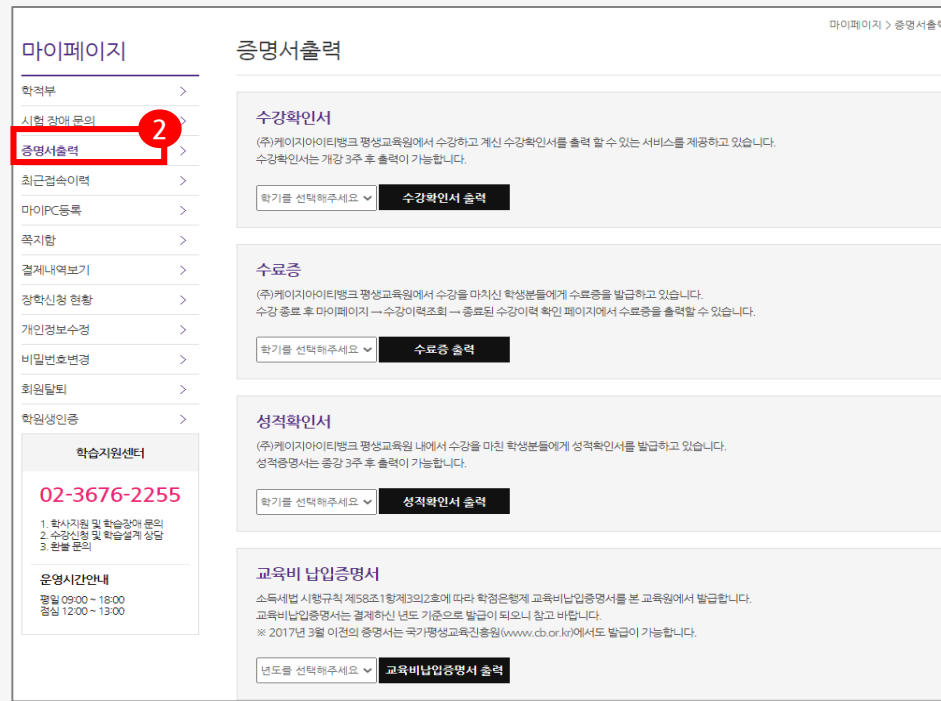 마이페이지 > 증명서출력
마이페이지
학적부
시험 장애 문의
2
증명서출력
최근접속이력
마이PC등록
쪽지함
결제내역보기
장학신청 현황
개인정보수정
비밀번호변경
회원탈퇴
학원생인증
학습지원센터
02-3676-2255
1. 학사지원 및 학습장애 문의
2. 수강신청 및 학습설계 상담
3. 환불 문의
운영시간안내
평일 09:00 ~ 18:00
점심 12:00 ~ 13:00
증명서출력
수강확인서
(주)케이지아이티뱅크 평생교육원에서 수강하고 계신 수강확인서를 출력 할 수 있는 서비스를 제공하고 있습니다.
수강확인서는 개강 3주 후 출력이 가능합니다.
학기를 선택해주세요 수강확인서 출력
수료증
(주)케이지아이티뱅크 평생교육원에서 수강을 마치신 학생분들에게 수료증을 발급하고 있습니다.
수강 종료 후 마이페이지 → 수강이력조회 → 종료된 수강이력 확인 페이지에서 수료증을 출력할 수 있습니다.
학기를 선택해주세요 수료증 출력
성적확인서
(주)케이지아이티뱅크 평생교육원 내에서 수강을 마친 학생분들에게 성적확인서를 발급하고 있습니다.
성적증명서는 종강 3주 후 출력이 가능합니다.
학기를 선택해주세요 성적확인서 출력
교육비 납입증명서
소득세법 시행규칙 제58조1항제3의2호에 따라 학점은행제 교육비납입증명서를 본 교육원에서 발급합니다.
교육비납입증명서는 결제하신 년도 기준으로 발급이 되오니 참고 바랍니다.
※ 2017년 3월 이전의 증명서는 국가평생교육진흥원(www.cb.or.kr)에서도 발급이 가능합니다.
년도를 선택해주세요 교육비납입증명서 출력